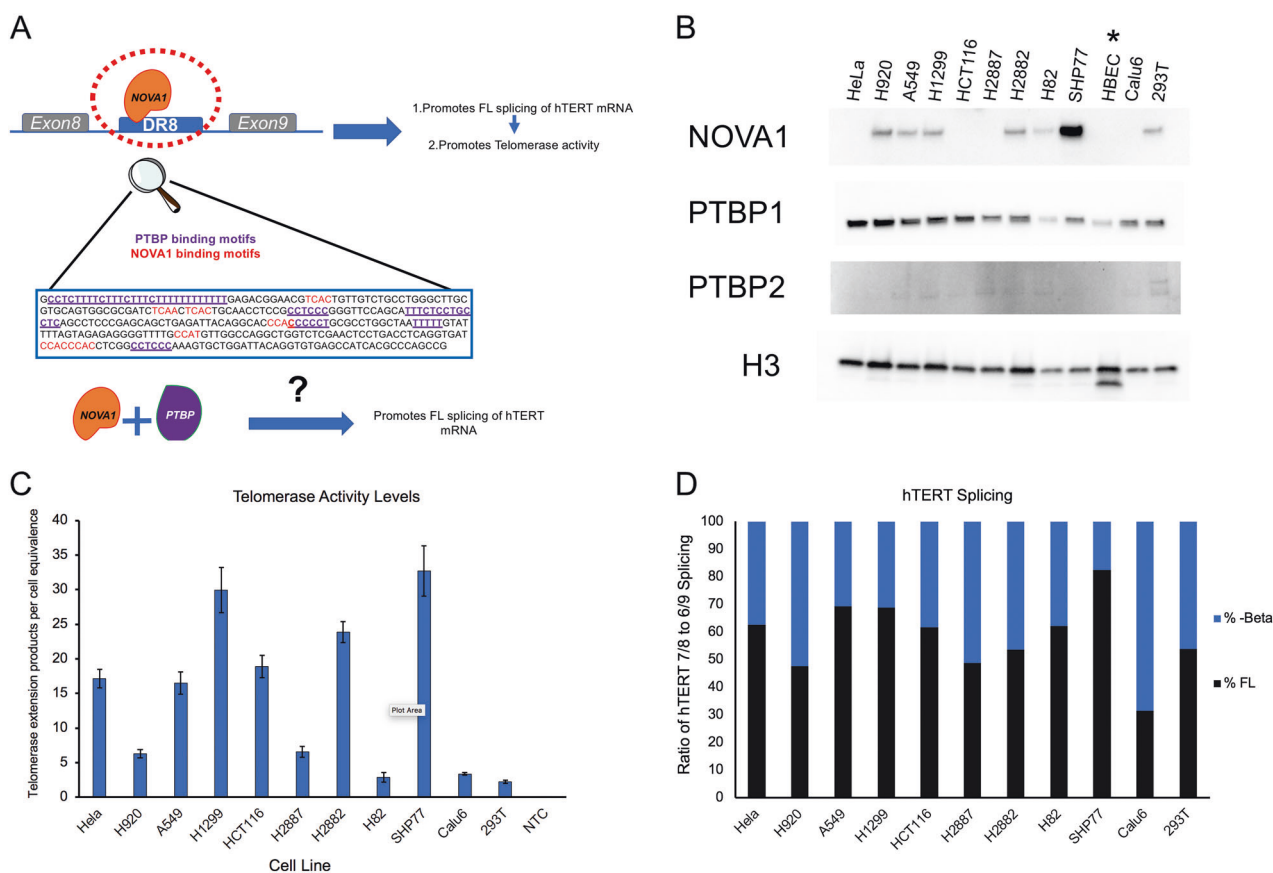 A
NOVA1
Exon8
DR8
Exon9
1.Promotes FL splicing of hTERT mRNA
2.Promotes Telomerase activity
PTBP binding motifs
NOVA1 binding motifs
GCCTCTTTTCTTTCTTTCTTTTTTTTTTTTTGAGACGGAACGTCACTGTTGTCTGCCTGGGCTTGC
GTGCAGTGGCGCGATCTCAACTCACTGCAACCTCCGCCTCCCGGGTTCCAGCATTTCTCCTGC
CTCAGCCTCCCGAGCAGCTGAGATTACAGGCACCCACCCCCCTGCGCCTGGCTAATTTTTGTAT
TTTAGTAGAGAGGGGTTTTGCCATGTTGGCCAGGCTGGTCTCGAACTCCTGACCTCAGGTGAT
CCACCCACCTCGGCCTCCCAAAGTGCTGGATTACAGGTGTGAGCCATCACGCCCAGCCG
NOVA1
+
PTBP
?
Promotes FL splicing of hTERT
mRNA
B
HeLa
H920
A549
H1299
HCT116
H2887
H2882
H82
SHP77
*
HBEC
Calu6
293T
NOVA1
PTBP1
PTBP2
H3
C
Telomerase Activity Levels
Telomerase extension products per cell equivalence
40
35
30
25
20
15
10
5
0
Plot Area
Hela
H920
A549
H1299
HCT116
H2887
H2882
H82
SHP77
Calu6
293T
NTC
Cell Line
D
hTERT Splicing
Ratio of hTERT 7/8 to 6/9 Splicing
100
90
80
70
60
50
40
30
20
10
0
Hela
H920
A549
H1299
HCT116
H2887
H2882
H82
SHP77
Calu6
293T
% -Beta
% FL